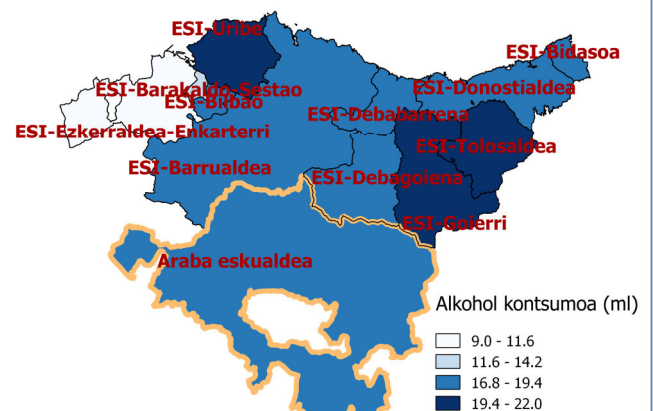 ESI-Uribe
ESI-Bidasoa
ESI-Barakaldo-Sestao
ESI-Donostialdea
ESI-Bilbao
ESI-Debabarrena
ESI-Ezkerraldea-Enkarterri
ESI-Tolosaldea
ESI-Barrualdea
ESI-Debagoiena
ESI-Goierri
Araba eskualdea
Alkohol kontsumoa (ml)
9.0 - 11.6
11.6 - 14.2
16.8 - 19.4
19.4 - 22.0